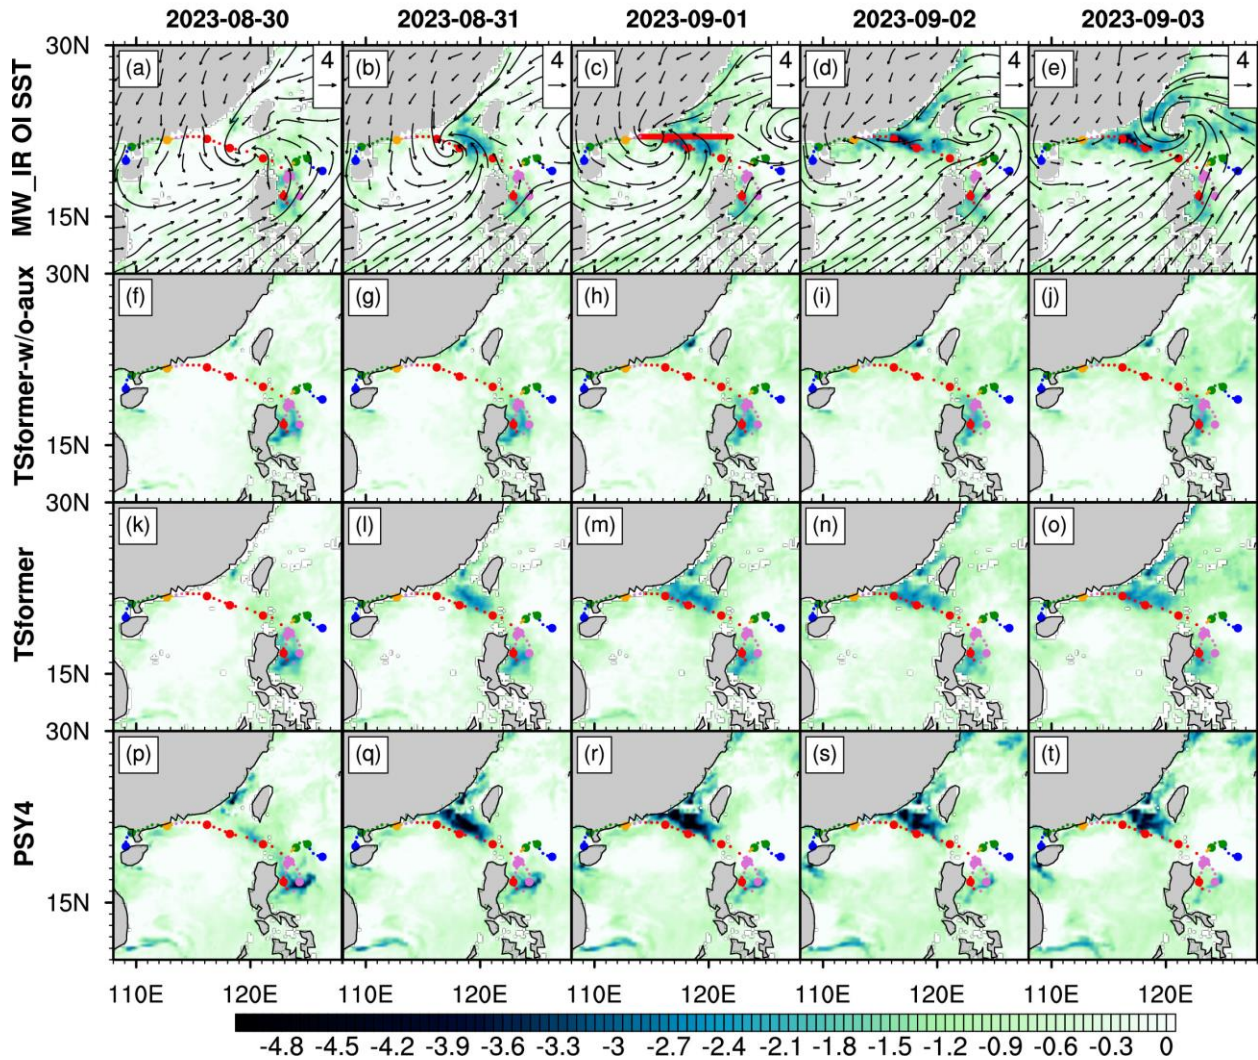 2023-08-30 2023-08-31 2023-09-01 2023-09-02 2023-09-03
MW_IR OI SST
30N
15N
(a) 4 (b) 4 (c) 4 (d) 4 (e) 4
TSformer-w/o-aux
30N
15N
(f) (g) (h) (i) (j)
TSformer
30N
15N
(k) (l) (m) (n) (o)
PSY4
30N
15N
(p) (q) (r) (s) (t)
110E 120E 110E 120E 110E 120E 110E 120E 110E 120E
-4.8 -4.5 -4.2 -3.9 -3.6 -3.3 -3 -2.7 -2.4 -2.1 -1.8 -1.5 -1.2 -0.9 -0.6 -0.3 0